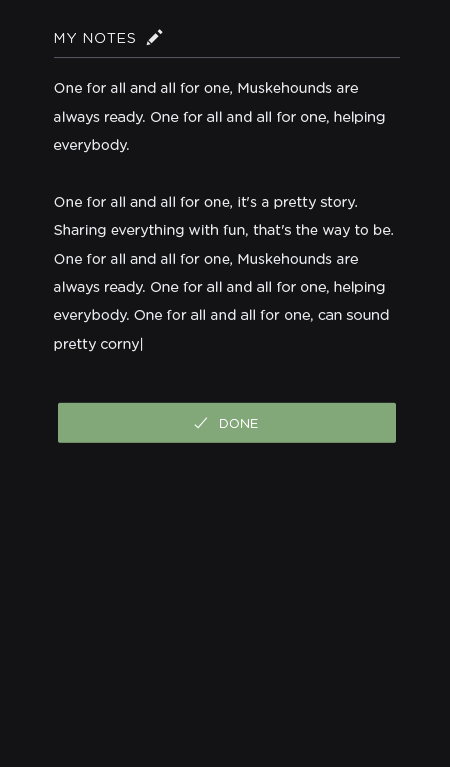 MY NOTES
One for all and all for one, Muskehounds are
always ready. One for all and all for one, helping
everybody.
One for all and all for one, it's a pretty story.
Sharing everything with fun, that's the way to be.
One for all and all for one, Muskehounds are
always ready. One for all and all for one, helping
everybody. One for all and all for one, can sound
pretty corny
DONE